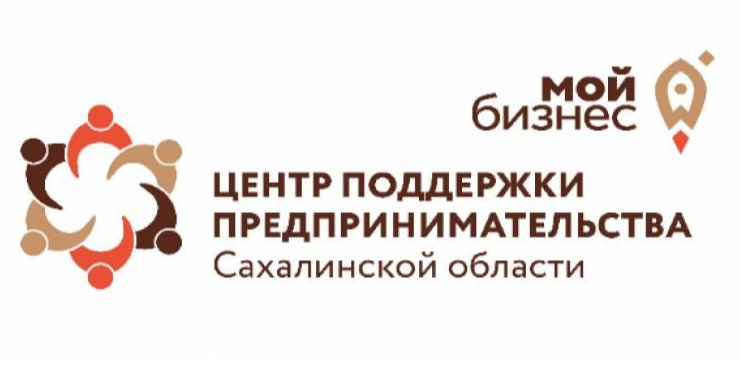 мой
бизнес
ЦЕНТР ПОДДЕРЖКИ
ПРЕДПРИНИМАТЕЛЬСТВА
Сахалинской области